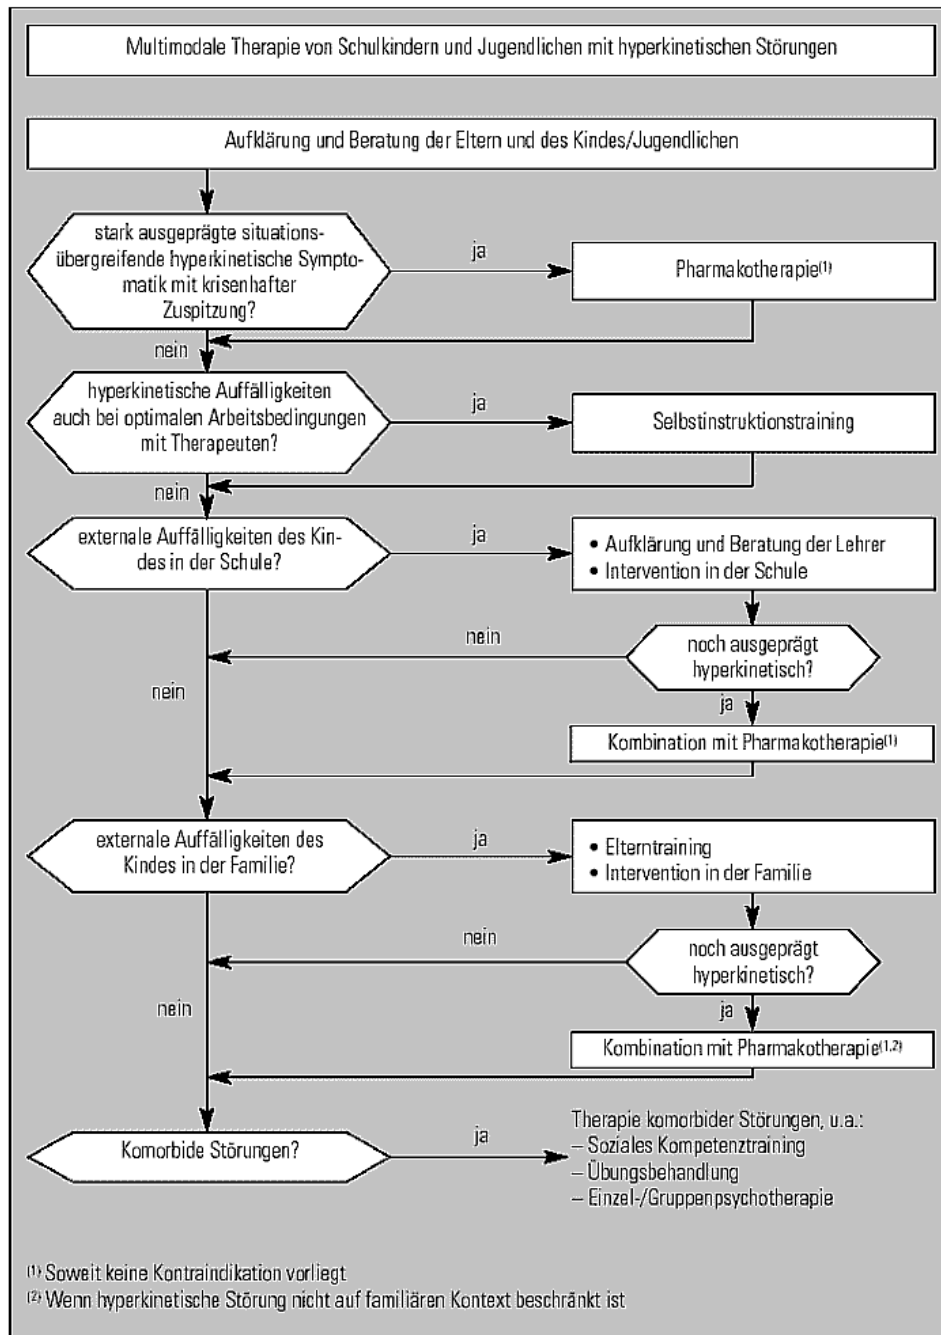 Multimodale Therapie von Schulkindern und Jugendlichen mit hyperkinetischen Störungen
Aufklärung und Beratung der Eltern und des Kindes/Jugendlichen
stark ausgeprägte situations-
übergreifende hyperkinetische Sympto-
matik mit krisenhafter
Zuspitzung?
ja
Pharmakotherapie(1)
nein
hyperkinetische Auffälligkeiten
auch bei optimalen Arbeitsbedingungen
mit Therapeuten?
ja
Selbstinstruktionstraining
nein
externale Auffälligkeiten des Kin-
des in der Schule?
ja
• Aufklärung und Beratung der Lehrer
• Intervention in der Schule
nein
noch ausgeprägt
hyperkinetisch?
nein
ja
Kombination mit Pharmakotherapie(1)
externale Auffälligkeiten des
Kindes in der Familie?
ja
• Elterntraining
• Intervention in der Familie
nein
noch ausgeprägt
hyperkinetisch?
nein
ja
Kombination mit Pharmakotherapie(1,2)
Komorbide Störungen?
ja
Therapie komorbider Störungen, u.a.:
– Soziales Kompetenztraining
– Übungsbehandlung
– Einzel-/Gruppenpsychotherapie
(1) Soweit keine Kontraindikation vorliegt
(2) Wenn hyperkinetische Störung nicht auf familiären Kontext beschränkt ist